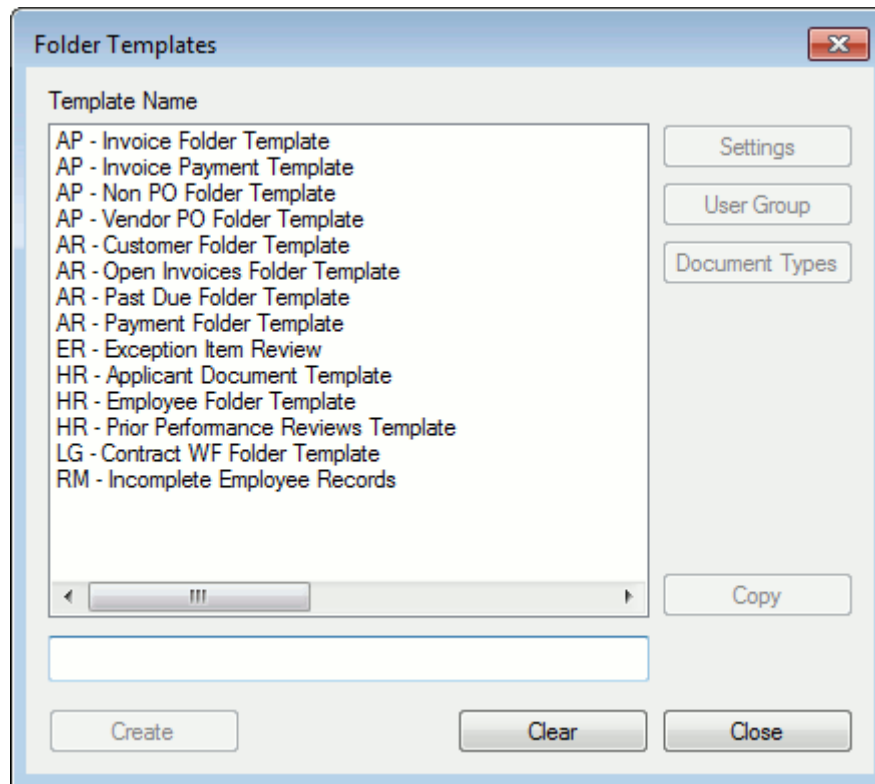 Folder Templates
Template Name
AP - Invoice Folder Template
AP - Invoice Payment Template
AP - Non PO Folder Template
AP - Vendor PO Folder Template
AR - Customer Folder Template
AR - Open Invoices Folder Template
AR - Past Due Folder Template
AR - Payment Folder Template
ER - Exception Item Review
HR - Applicant Document Template
HR - Employee Folder Template
HR - Prior Performance Reviews Template
LG - Contract WF Folder Template
RM - Incomplete Employee Records
Settings
User Group
Document Types
Copy
Create
Clear
Close